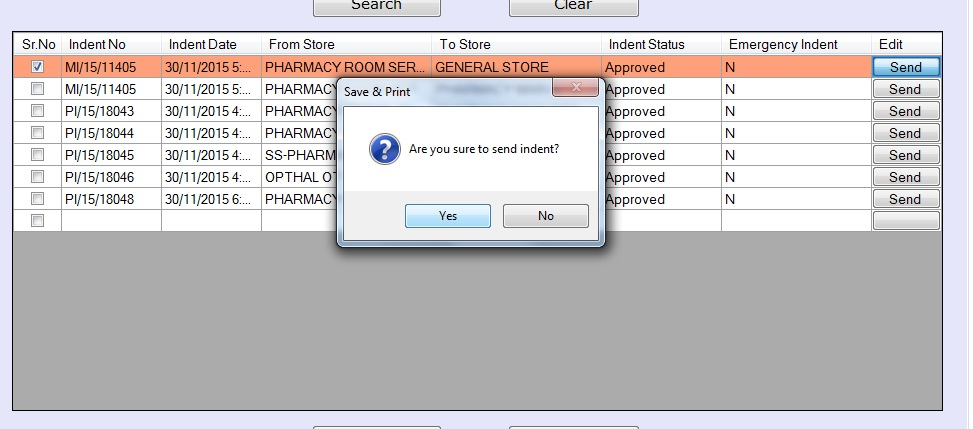 Search Clear
Sr.No Indent No Indent Date From Store To Store Indent Status Emergency Indent Edit
MI/15/11405 30/11/2015 5:... PHARMACY ROOM SER... GENERAL STORE Approved N Send
MI/15/11405 30/11/2015 5:... PHARMACY Approved N Send
PI/15/18043 30/11/2015 4:... PHARMACY Approved N Send
PI/15/18044 30/11/2015 4:... PHARMACY Approved N Send
PI/15/18045 30/11/2015 4:... SS-PHARM Approved N Send
PI/15/18046 30/11/2015 4:... OPTHAL OT Approved N Send
PI/15/18048 30/11/2015 6:... PHARMACY Approved N Send
Save & Print
Are you sure to send indent?
Yes No